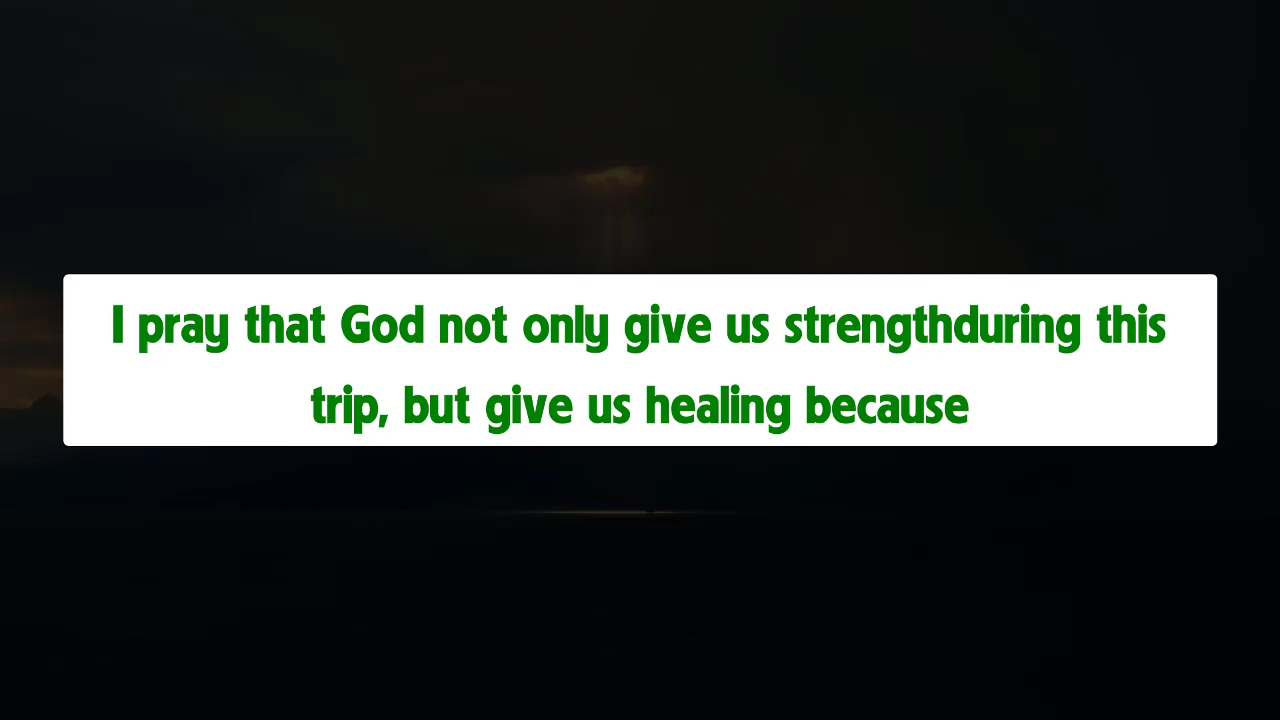 I pray that God not only give us strengthduring this
trip, but give us healing because